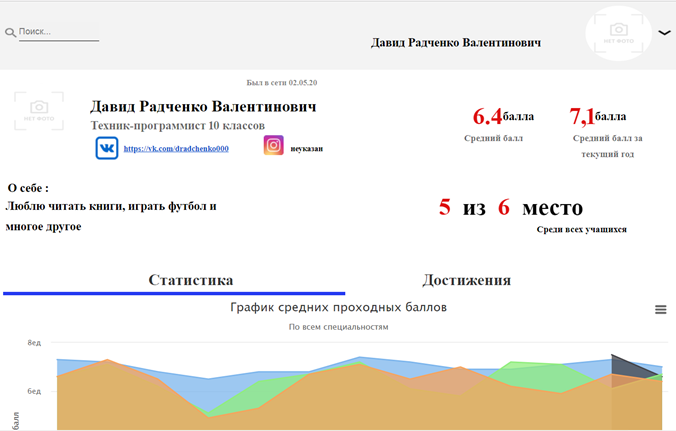 Поиск...
Давид Радченко Валентинович
НЕТ ФОТО
Был в сети 02.05.20
НЕТ ФОТО
Давид Радченко Валентинович
Техник-программист 10 классов
https://vk.com/dradchenko000
неуказан
6.4 балла
Средний балл
7,1 балла
Средний балл за
текущий год
О себе :
Люблю читать книги, играть футбол и
многое другое
5 из 6 место
Среди всех учашихся
Статистика
Достижения
График средних проходных баллов
По всем специальностям
8ед
6ед
балл